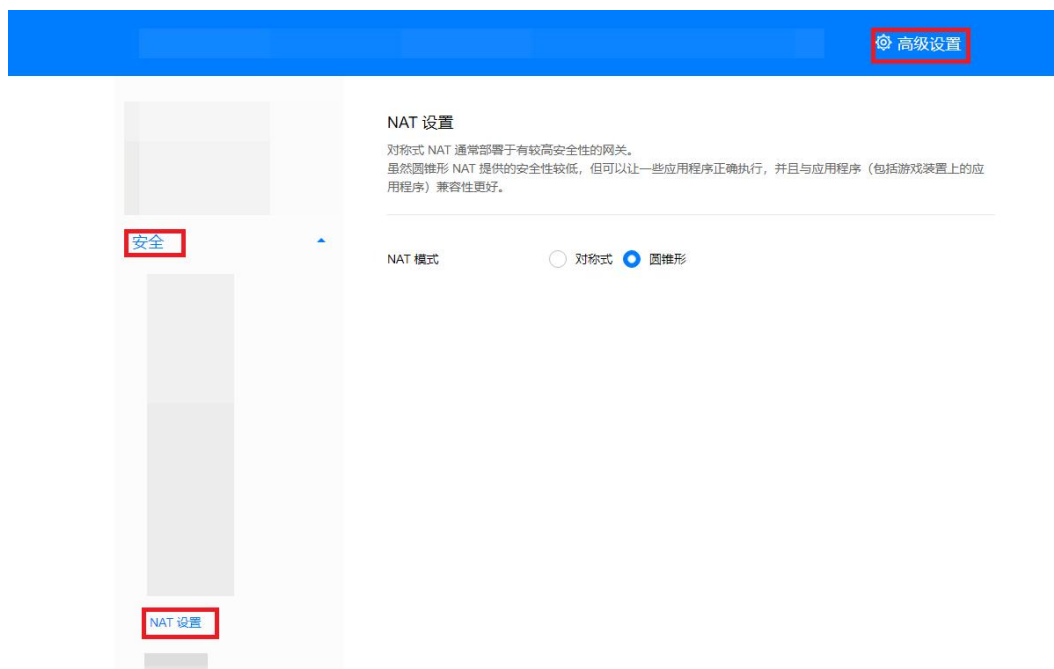 高级设置
NAT 设置
对称式 NAT 通常部署于有较高安全性的网关。
虽然圆锥形 NAT 提供的安全性较低，但可以让一些应用程序正确执行，并且与应用程序（包括游戏装置上的应
用程序）兼容性更好。
安全
NAT 模式 对称式 圆锥形
NAT 设置